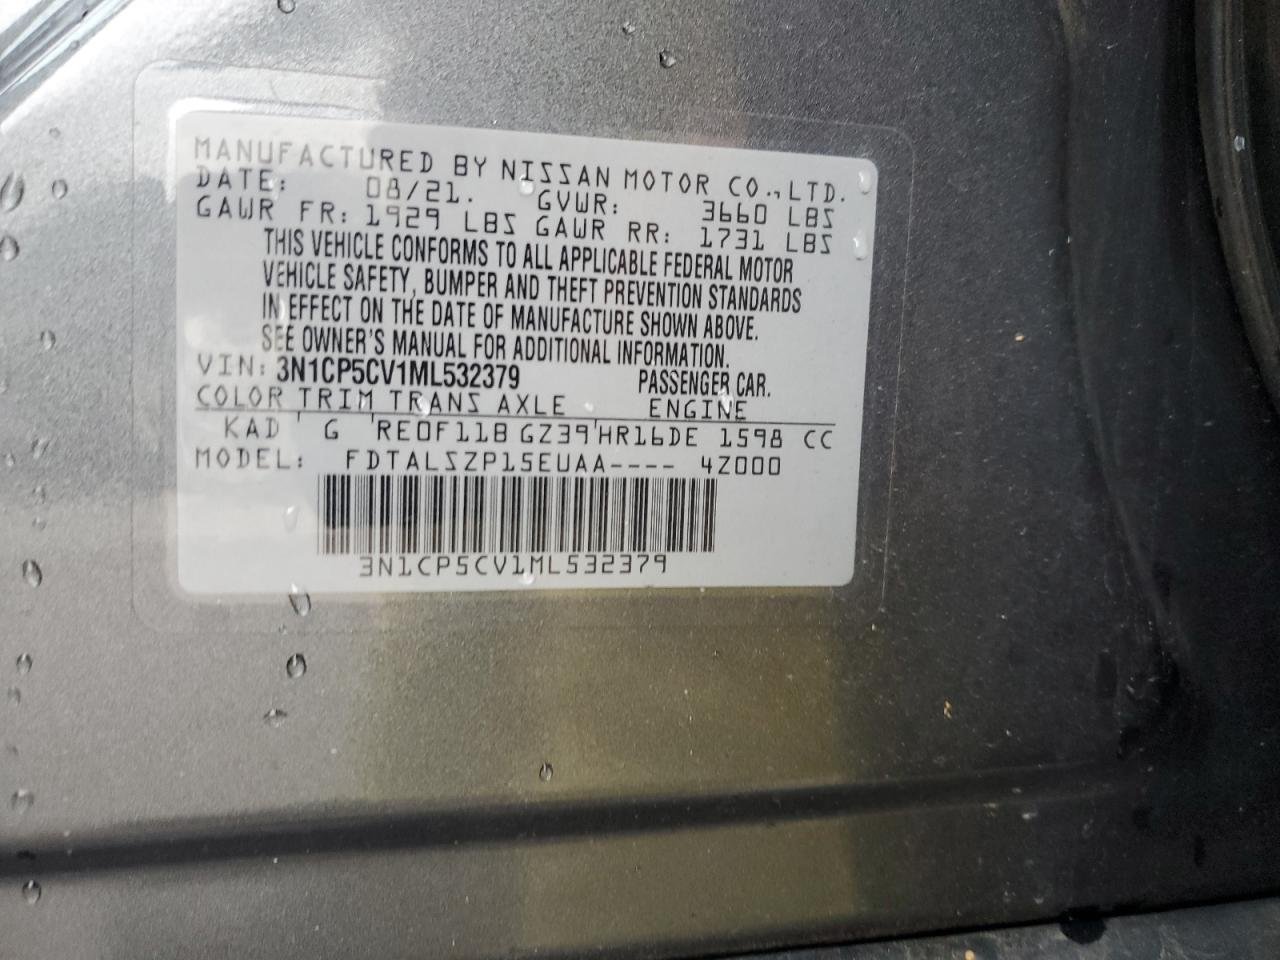 MANUFACTURED BY NISSAN MOTOR CO.,LTD.
DATE: 08/21. GVWR: 3660 LBS
GAWR FR: 1929 LBS GAWR RR: 1731 LBS
THIS VEHICLE CONFORMS TO ALL APPLICABLE FEDERAL MOTOR
VEHICLE SAFETY, BUMPER AND THEFT PREVENTION STANDARDS
IN EFFECT ON THE DATE OF MANUFACTURE SHOWN ABOVE.
SEE OWNER'S MANUAL FOR ADDITIONAL INFORMATION.
VIN: 3N1CP5CV1ML532379 PASSENGER CAR.
COLOR TRIM TRANS AXLE ENGINE
KAD G RE0F11B GZ39 HR16DE 1598 CC
MODEL: FDTALSZP15EUAA---- 4Z000
3N1CP5CV1ML532379